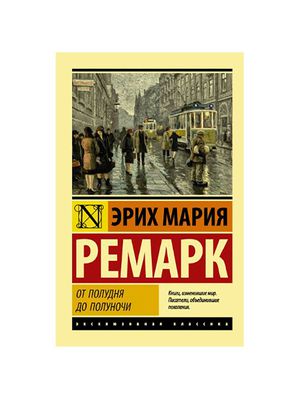 ЭРИХ МАРИЯ
РЕМАРК
ОТ ПОЛУДНЯ
ДО ПОЛУНОЧИ
Книги, изменившие мир.
Писатели, объединившие
поколения.
ЭКСКЛЮЗИВНАЯ КЛАССИКА